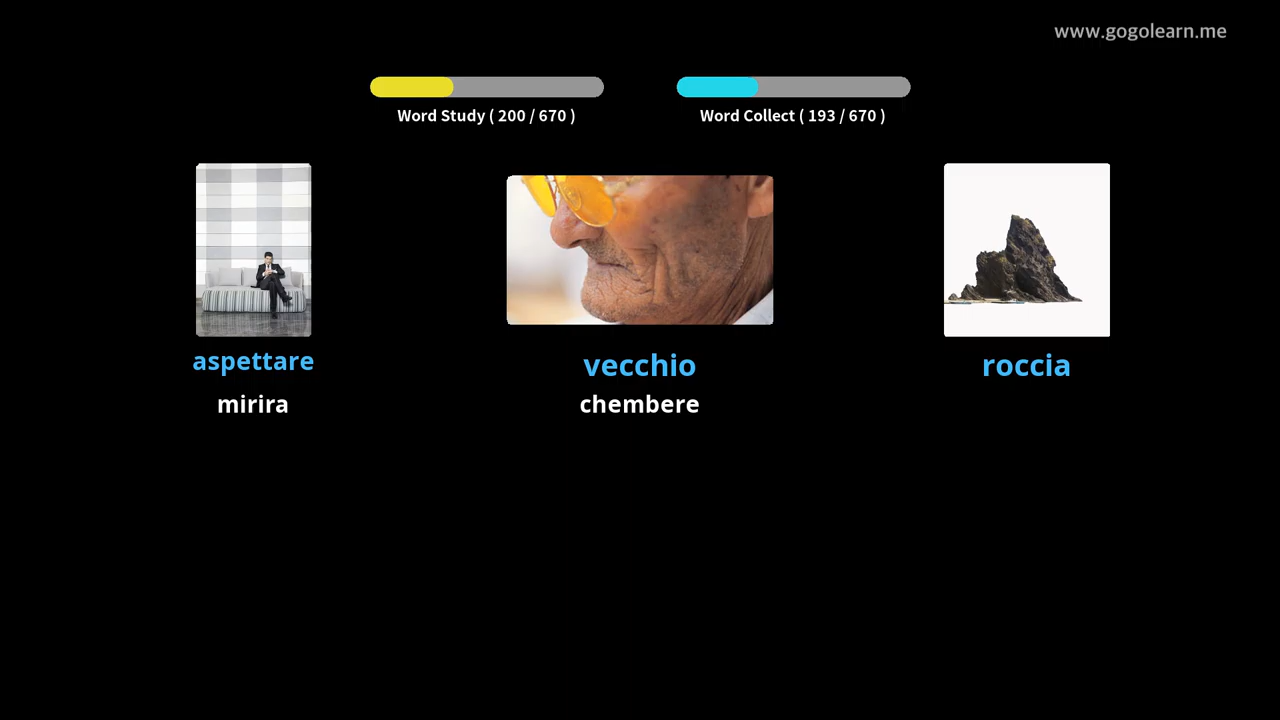 www.gogolearn.me
Word Study ( 200 / 670 )
Word Collect ( 193 / 670 )
aspettare
mirira
vecchio
chembere
roccia